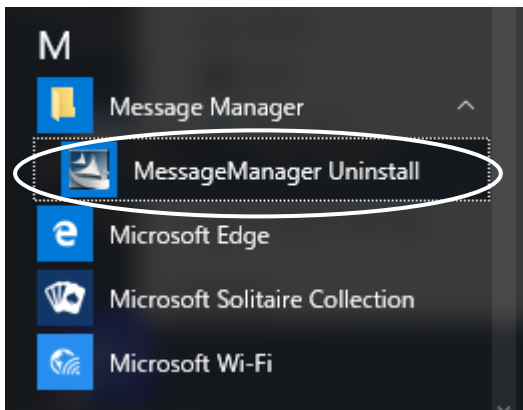 M
Message Manager
MessageManager Uninstall
Microsoft Edge
Microsoft Solitaire Collection
Microsoft Wi-Fi